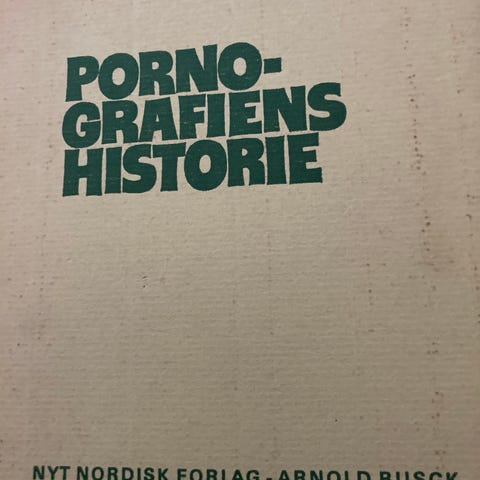 PORNO-
GRAFIENS
HISTORIE
NYT NORDISK FORLAG - ARNOLD BUSCK